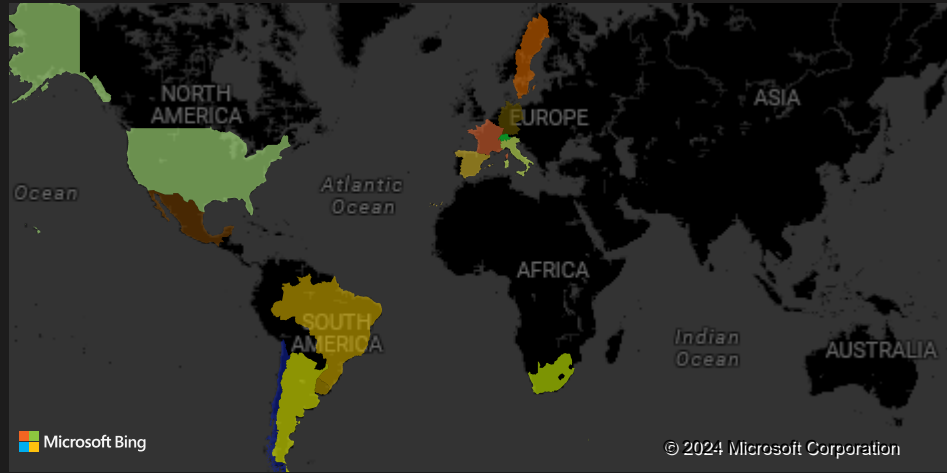 NORTH
AMERICA
ASIA
EUROPE
Ocean
Atlantic
Ocean
AFRICA
SOUTH
AMERICA
Indian
Ocean
AUSTRALIA
Microsoft Bing
© 2024 Microsoft Corporation